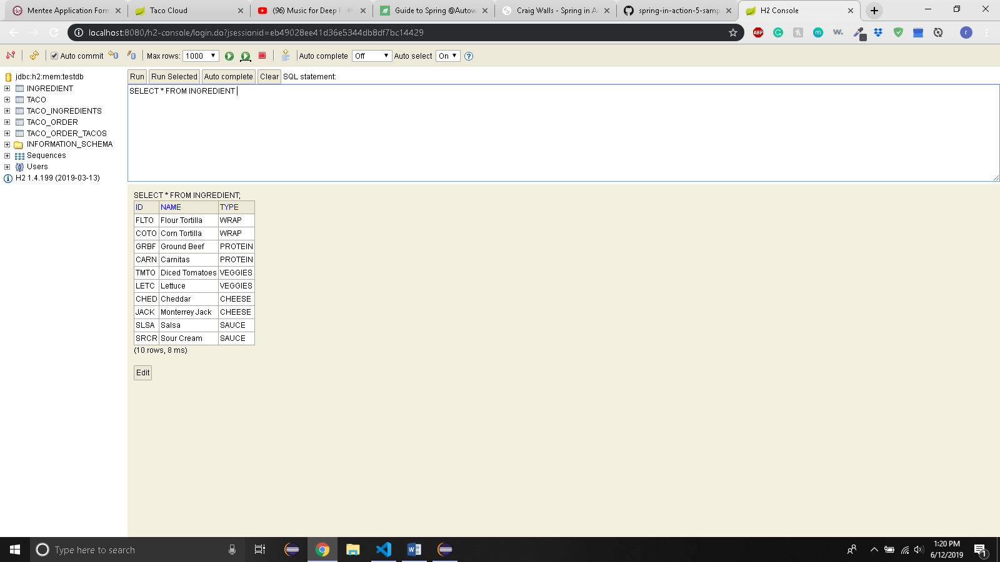 Mentee Application Form
Taco Cloud
(96) Music for Deep F
Guide to Spring @Autow
Craig Walls - Spring in Ac
spring-in-action-5-samp
H2 Console
localhost:8080/h2-console/login.do?jsessionid=eb49028ee41d36e5344db8df7bc14429
ABP
m
w.
r
Auto commit
Max rows: 1000
Auto complete Off
Auto select On
jdbc:h2:mem:testdb
INGREDIENT
TACO
TACO_INGREDIENTS
TACO_ORDER
TACO_ORDER_TACOS
INFORMATION_SCHEMA
Sequences
Users
H2 1.4.199 (2019-03-13)
Run Run Selected Auto complete Clear SQL statement:
SELECT * FROM INGREDIENT
SELECT * FROM INGREDIENT;
ID NAME TYPE
FLTO Flour Tortilla WRAP
COTO Corn Tortilla WRAP
GRBF Ground Beef PROTEIN
CARN Carnitas PROTEIN
TMTO Diced Tomatoes VEGGIES
LETC Lettuce VEGGIES
CHED Cheddar CHEESE
JACK Monterrey Jack CHEESE
SLSA Salsa SAUCE
SRCR Sour Cream SAUCE
(10 rows, 8 ms)
Edit
Type here to search
1:20 PM
6/12/2019
1